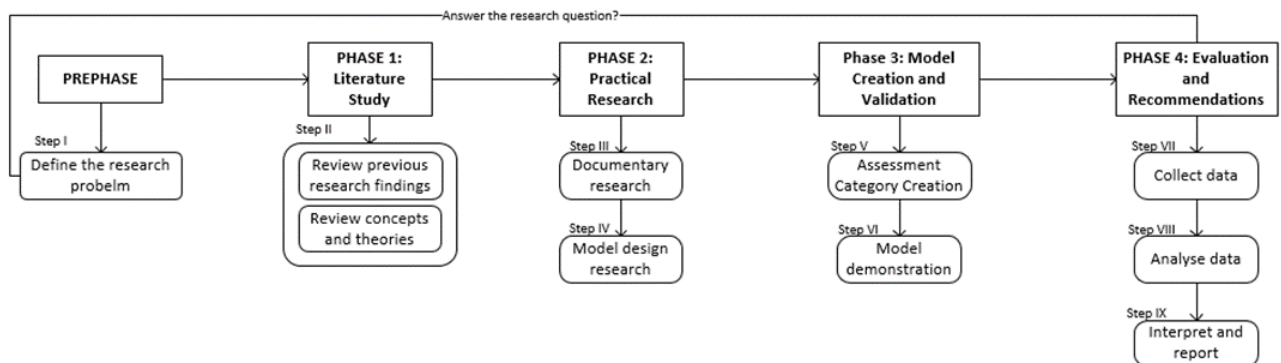 Answer the research question?
PREPHASE
PHASE 1:
Literature
Study
PHASE 2:
Practical
Research
Phase 3: Model
Creation and
Validation
PHASE 4: Evaluation
and
Recommendations
Step I
Define the research
probelm
Step II
Review previous
research findings
Review concepts
and theories
Step III
Documentary
research
Step IV
Model design
research
Step V
Assessment
Category Creation
Step VI
Model
demonstration
Step VII
Collect data
Step VIII
Analyse data
Step IX
Interpret and
report